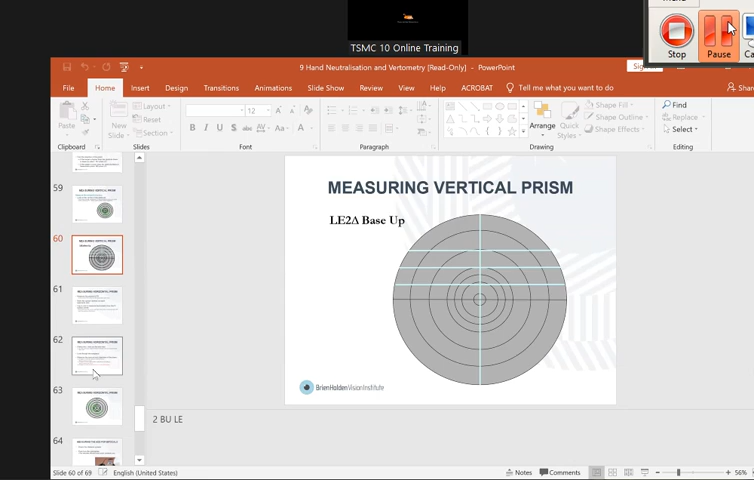 Menu
Stop
Pause
TSMC 10 Online Training
9 Hand Neutralisation and Vertometry [Read-Only] - PowerPoint
File
Home
Insert
Design
Transitions
Animations
Slide Show
Review
View
Help
ACROBAT
Tell me what you want to do
Paste
New
Slide
Layout
Reset
Section
12
Arrange
Quick
Styles
Shape Fill
Shape Outline
Shape Effects
Find
Replace
Select
Clipboard
Slides
Font
Paragraph
Drawing
Editing
59
60
61
62
63
64
MEASURING VERTICAL PRISM
LE2Δ Base Up
BrienHoldenVisionInstitute
2 BU LE
Slide 60 of 69
English (United States)
Notes
Comments
56%